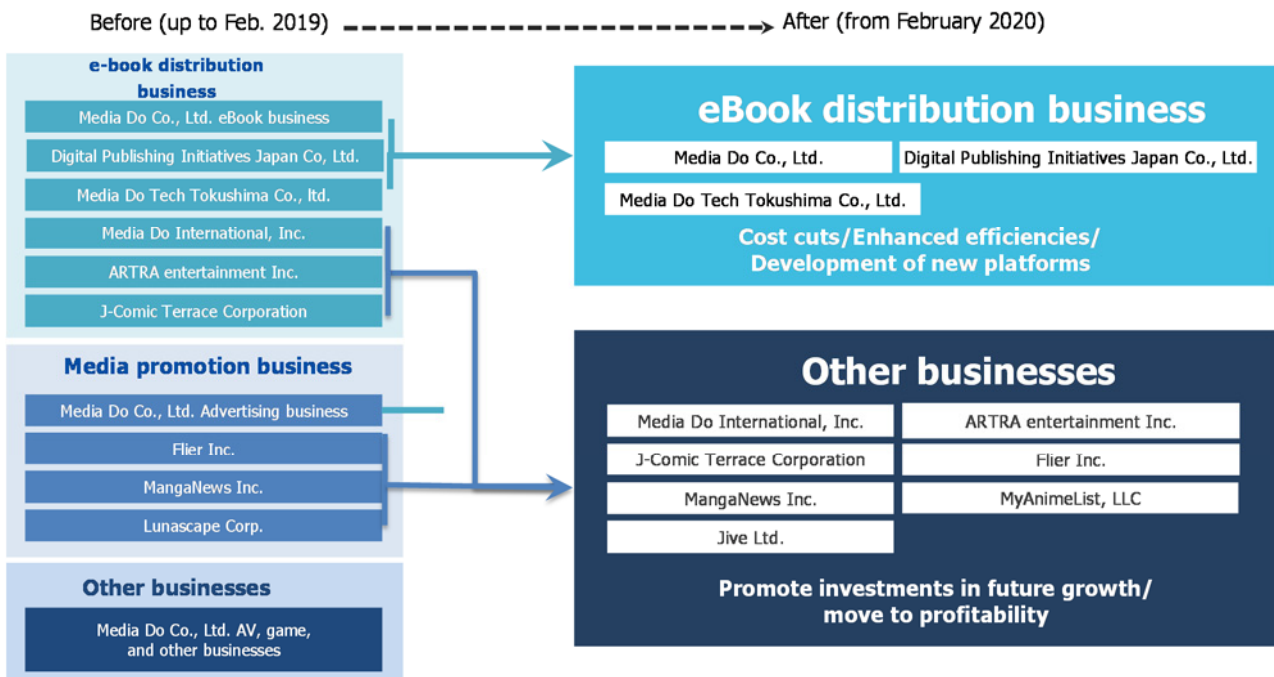 Before (up to Feb. 2019)
After (from February 2020)
e-book distribution
business
Media Do Co., Ltd. eBook business
Digital Publishing Initiatives Japan Co, Ltd.
Media Do Tech Tokushima Co., ltd.
Media Do International, Inc.
ARTRA entertainment Inc.
J-Comic Terrace Corporation
Media promotion business
Media Do Co., Ltd. Advertising business
Flier Inc.
MangaNews Inc.
Lunascape Corp.
Other businesses
Media Do Co., Ltd. AV, game,
and other businesses
eBook distribution business
Media Do Co., Ltd.
Digital Publishing Initiatives Japan Co., Ltd.
Media Do Tech Tokushima Co., Ltd.
Cost cuts/Enhanced efficiencies/
Development of new platforms
Other businesses
Media Do International, Inc.
ARTRA entertainment Inc.
J-Comic Terrace Corporation
Flier Inc.
MangaNews Inc.
MyAnimeList, LLC
Jive Ltd.
Promote investments in future growth/
move to profitability